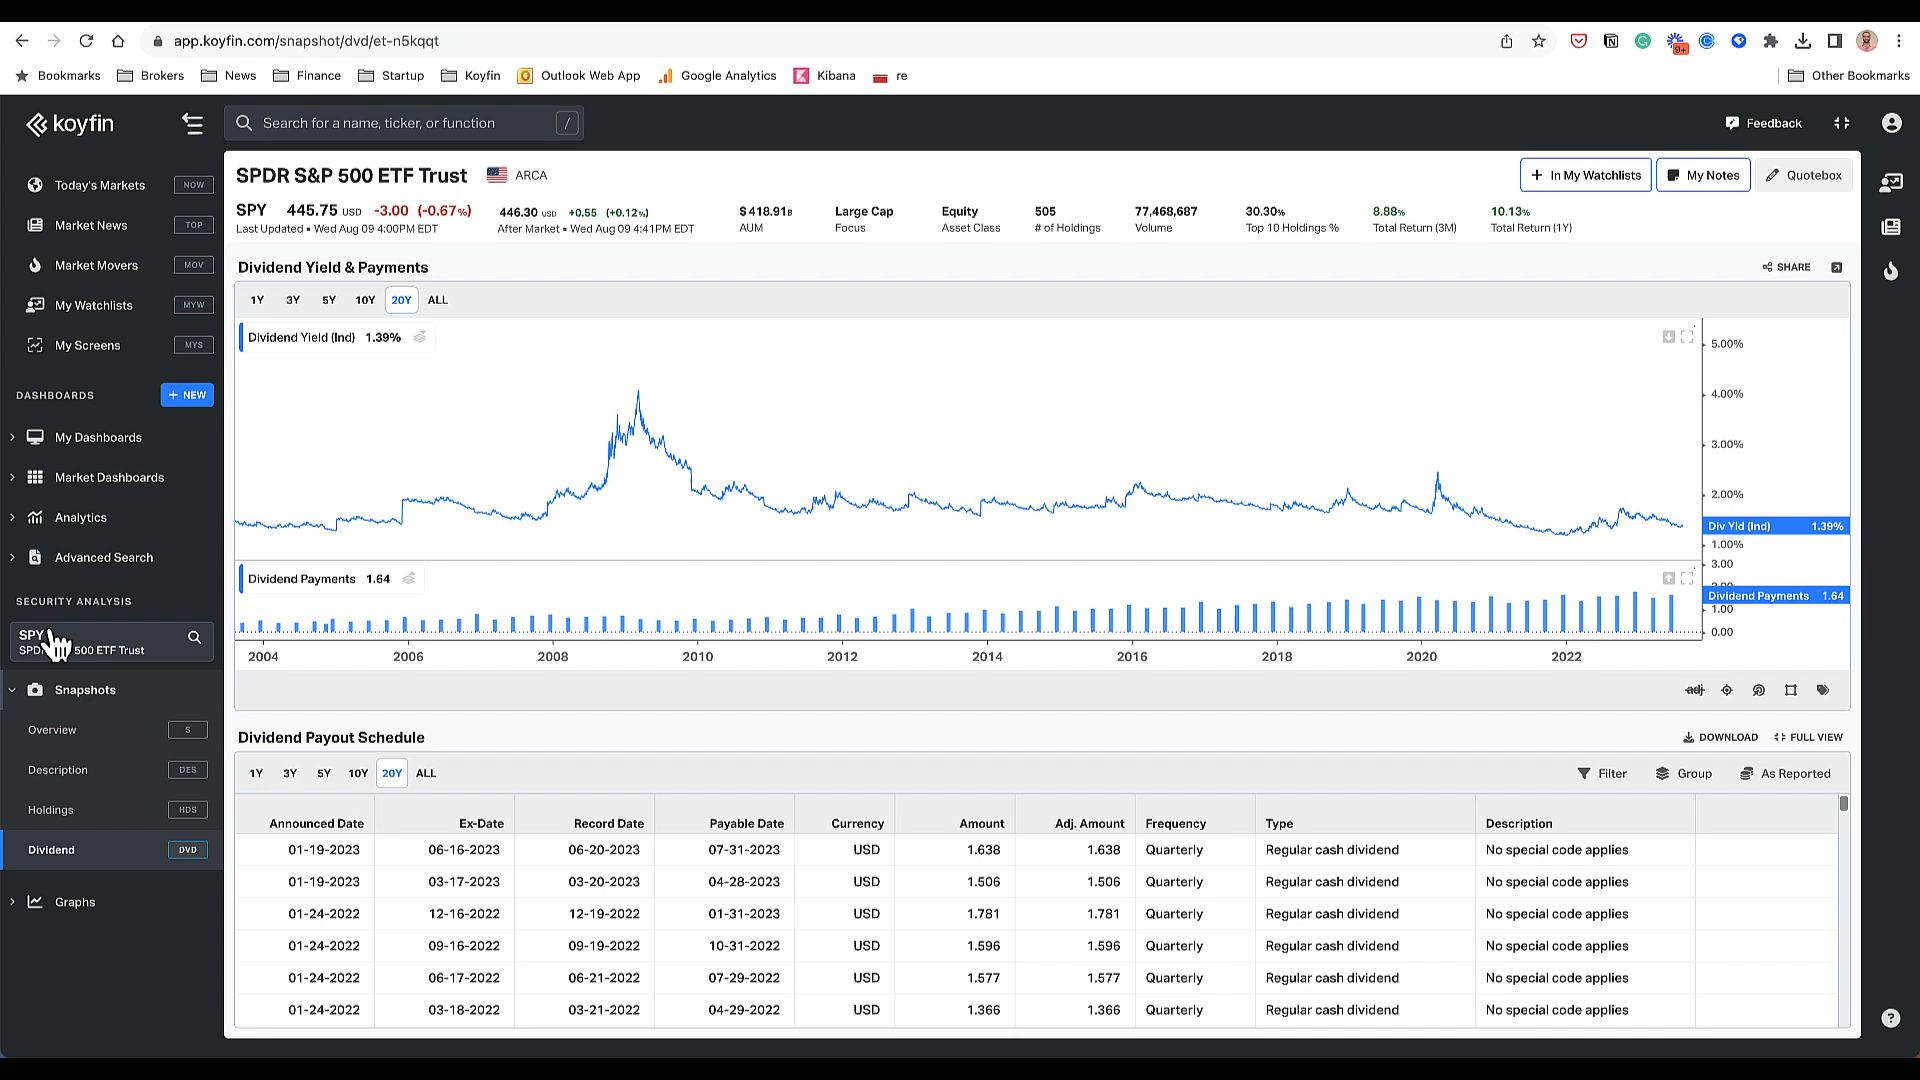 app.koyfin.com/snapshot/dvd/et-n5kqqt
9+
Bookmarks Brokers News Finance Startup Koyfin Outlook Web App Google Analytics Kibana re Other Bookmarks
koyfin
Search for a name, ticker, or function /
Feedback
Today's Markets NOW
Market News TOP
Market Movers MOV
My Watchlists MYW
My Screens MYS
DASHBOARDS + NEW
My Dashboards
Market Dashboards
Analytics
Advanced Search
SECURITY ANALYSIS
SPY
500 ETF Trust
Snapshots
Overview S
Description DES
Holdings HDS
Dividend DVD
Graphs
SPDR S&P 500 ETF Trust ARCA
+ In My Watchlists My Notes Quotebox
SPY 445.75 USD -3.00 (-0.67%) 446.30 USD +0.55 (+0.12%) $418.91B Large Cap Equity 505 77,468,687 30.30% 8.88% 10.13%
Last Updated • Wed Aug 09 4:00PM EDT After Market • Wed Aug 09 4:41PM EDT AUM Focus Asset Class # of Holdings Volume Top 10 Holdings % Total Return (3M) Total Return (1Y)
Dividend Yield & Payments SHARE
1Y 3Y 5Y 10Y 20Y ALL
Dividend Yield (Ind) 1.39%
5.00%
4.00%
3.00%
2.00%
Div Yld (Ind) 1.39%
1.00%
Dividend Payments 1.64
3.00
Dividend Payments 1.64
1.00
0.00
2004 2006 2008 2010 2012 2014 2016 2018 2020 2022
adj
Dividend Payout Schedule DOWNLOAD FULL VIEW
1Y 3Y 5Y 10Y 20Y ALL Filter Group As Reported
Announced Date Ex-Date Record Date Payable Date Currency Amount Adj. Amount Frequency Type Description
01-19-2023 06-16-2023 06-20-2023 07-31-2023 USD 1.638 1.638 Quarterly Regular cash dividend No special code applies
01-19-2023 03-17-2023 03-20-2023 04-28-2023 USD 1.506 1.506 Quarterly Regular cash dividend No special code applies
01-24-2022 12-16-2022 12-19-2022 01-31-2023 USD 1.781 1.781 Quarterly Regular cash dividend No special code applies
01-24-2022 09-16-2022 09-19-2022 10-31-2022 USD 1.596 1.596 Quarterly Regular cash dividend No special code applies
01-24-2022 06-17-2022 06-21-2022 07-29-2022 USD 1.577 1.577 Quarterly Regular cash dividend No special code applies
01-24-2022 03-18-2022 03-21-2022 04-29-2022 USD 1.366 1.366 Quarterly Regular cash dividend No special code applies